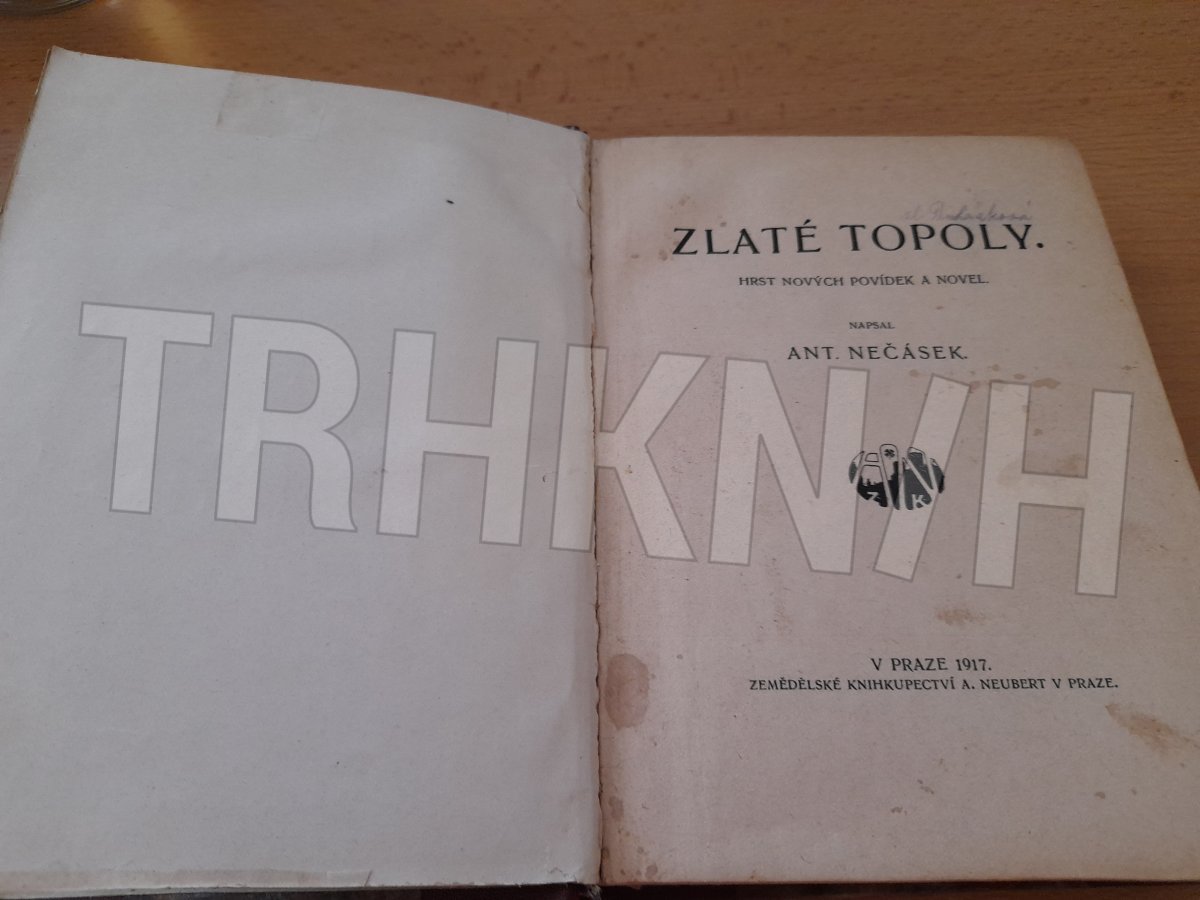 ZLATÉ TOPOLY.
HRST NOVÝCH POVÍDEK A NOVEL.
NAPSAL
ANT. NEČÁSEK.
TRHKNIH
Z K
V PRAZE 1917.
ZEMĚDĚLSKÉ KNIHKUPECTVÍ A. NEUBERT V PRAZE.